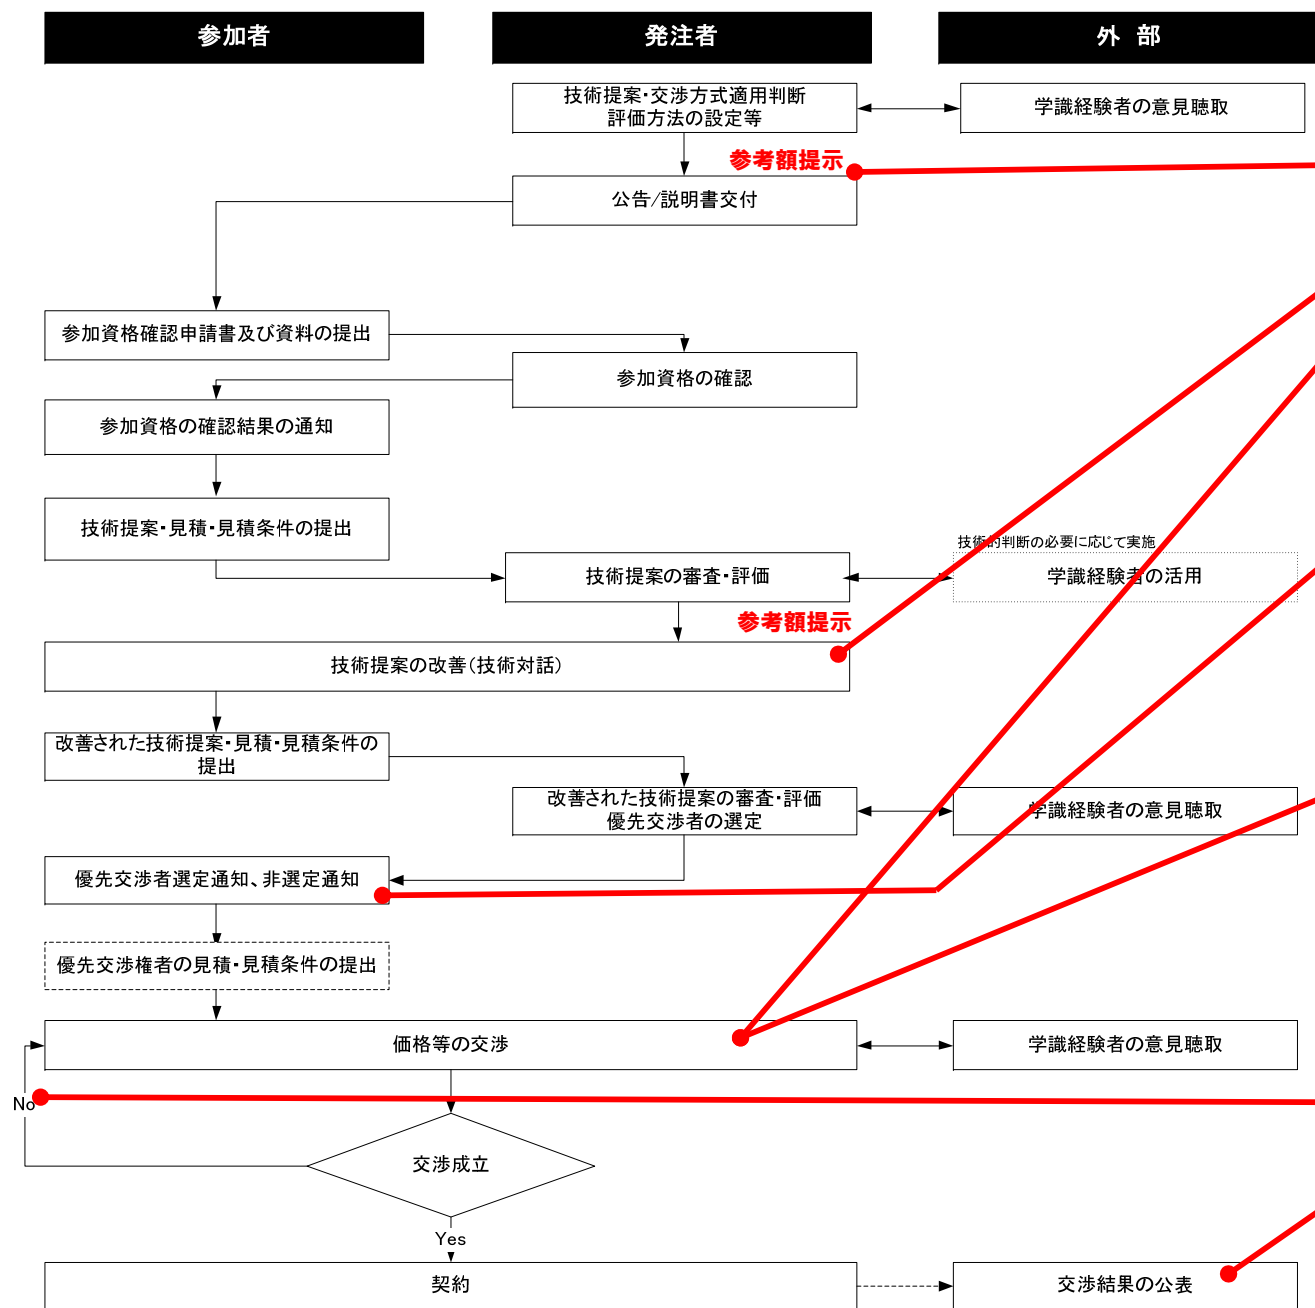 参加者
発注者
外 部
技術提案・交渉方式適用判断
評価方法の設定等
学識経験者の意見聴取
参考額提示
公告/説明書交付
参加資格確認申請書及び資料の提出
参加資格の確認
参加資格の確認結果の通知
技術提案・見積・見積条件の提出
技術的判断の必要に応じて実施
技術提案の審査・評価
学識経験者の活用
参考額提示
技術提案の改善（技術対話）
改善された技術提案・見積・見積条件の
提出
改善された技術提案の審査・評価
優先交渉者の選定
学識経験者の意見聴取
優先交渉者選定通知、非選定通知
優先交渉権者の見積・見積条件の提出
価格等の交渉
学識経験者の意見聴取
No
交渉成立
Yes
契約
交渉結果の公表